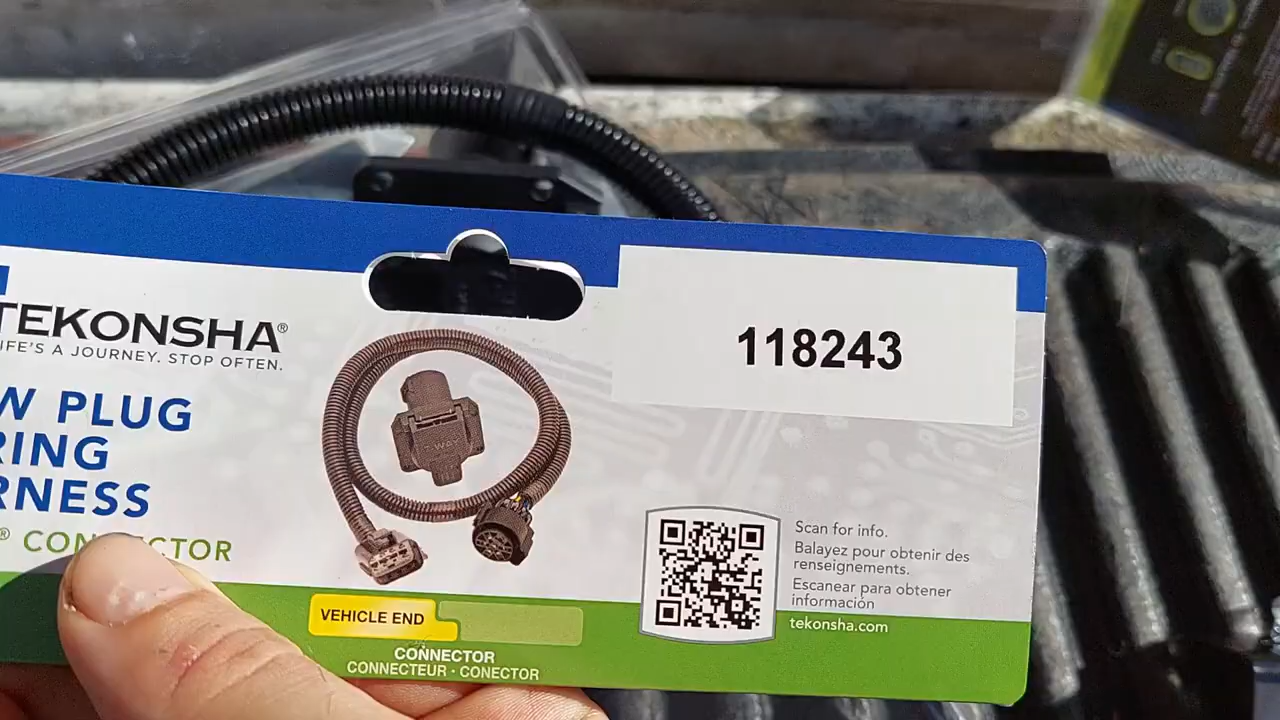 TEKONSHA®
LIFE'S A JOURNEY. STOP OFTEN.
118243
W PLUG
RING
RNESS
® CONNECTOR
VEHICLE END
CONNECTOR
CONNECTEUR · CONECTOR
Scan for info.
Balayez pour obtenir des
renseignements.
Escanear para obtener
información
tekonsha.com